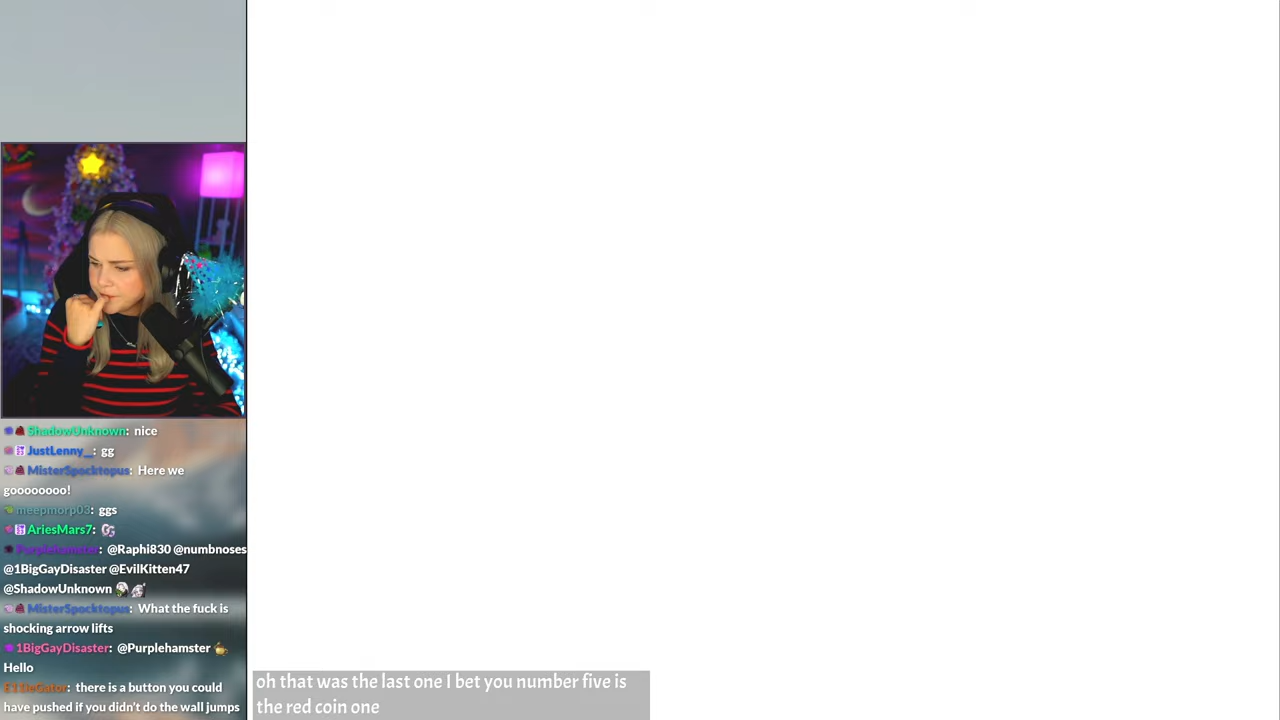 ShadowUnknown: nice
JustLenny_: gg
MisterSpocktopus: Here we
goooooooo!
meepmorp03: ggs
AriesMars7:
Purplehamster: @Raphi830 @numbnoses
@1BigGayDisaster @EvilKitten47
@ShadowUnknown
MisterSpocktopus: What the fuck is
shocking arrow lifts
1BigGayDisaster: @Purplehamster
Hello
there is a button you could
have pushed if you didn't do the wall jumps
oh that was the last one I bet you number five is
the red coin one